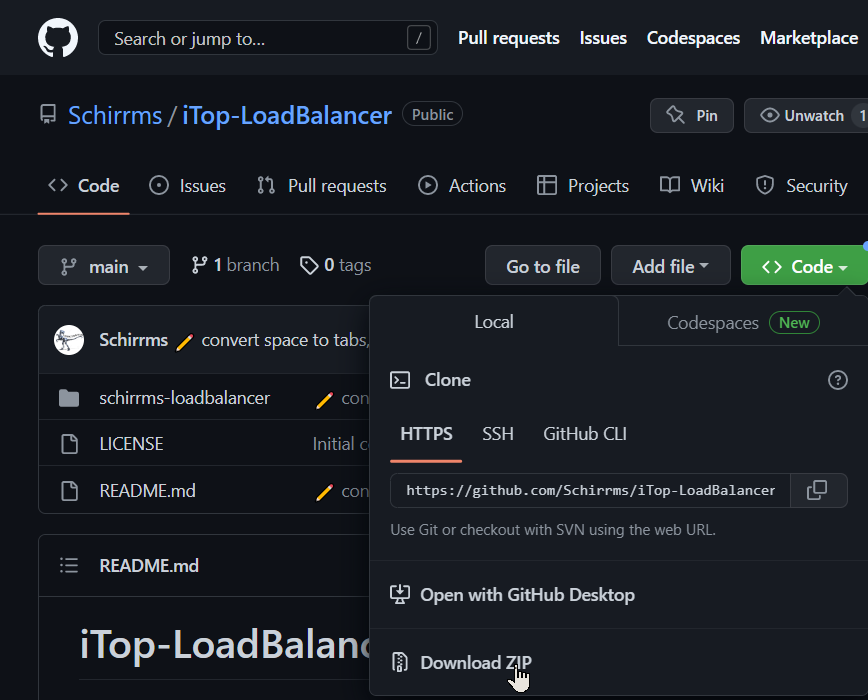 Search or jump to... /
Pull requests Issues Codespaces Marketplace
Schirrms / iTop-LoadBalancer Public
Pin
Unwatch 1
Code Issues Pull requests Actions Projects Wiki Security
main 1 branch 0 tags
Go to file Add file Code
Local Codespaces New
Schirrms convert space to tabs,
Clone
schirrms-loadbalancer con
HTTPS SSH GitHub CLI
LICENSE Initial c
README.md con
https://github.com/Schirrms/iTop-LoadBalancer
Use Git or checkout with SVN using the web URL.
README.md
Open with GitHub Desktop
iTop-LoadBalanc
Download ZIP